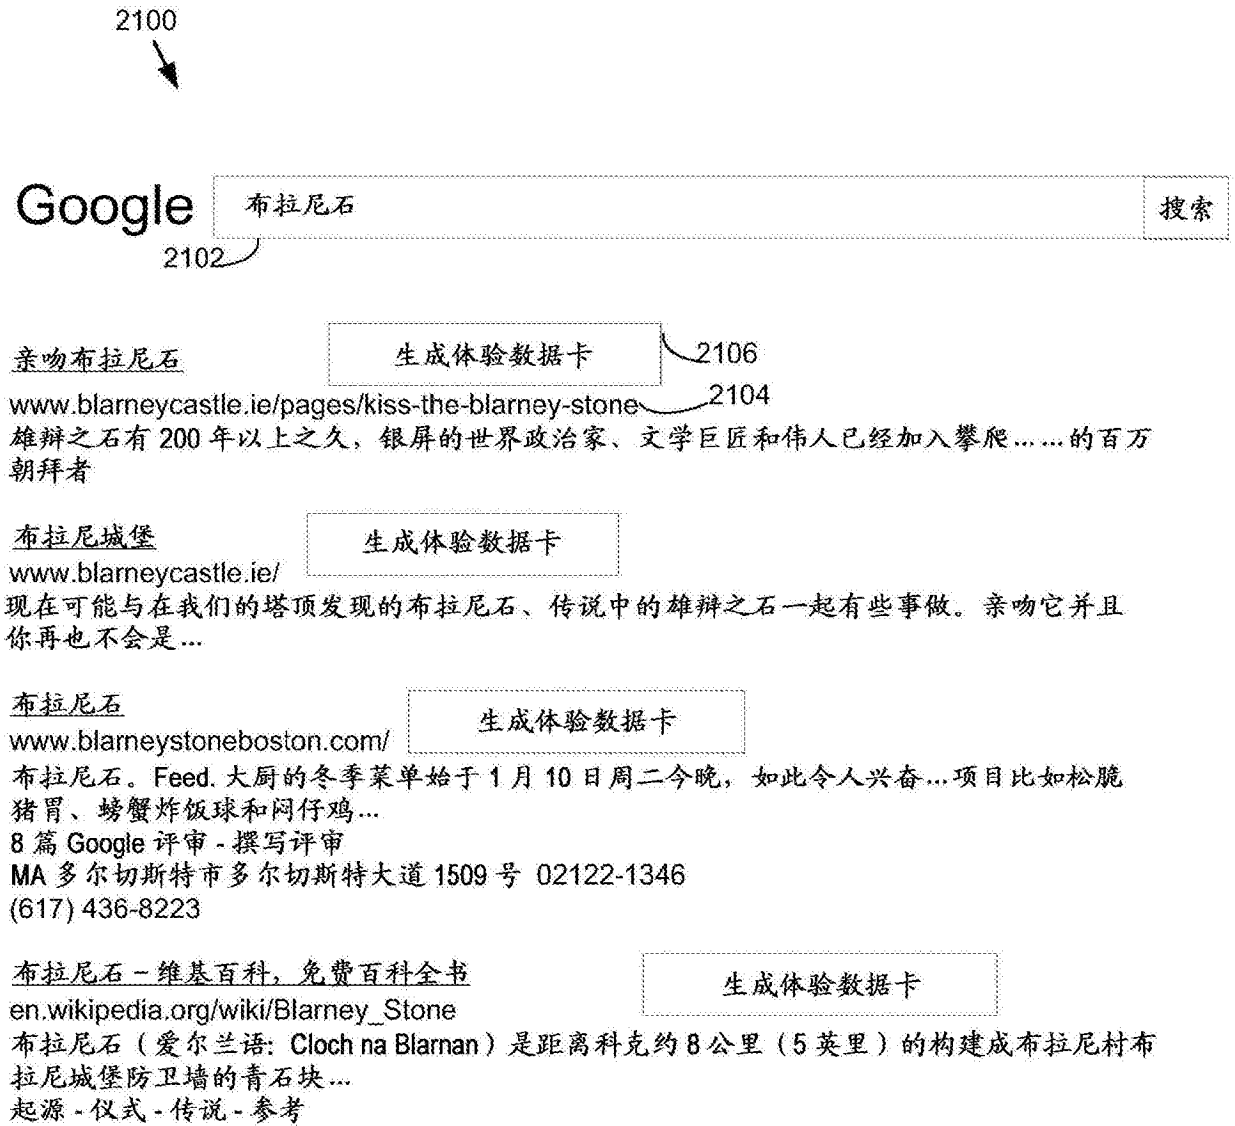 2100
Google 布拉尼石 搜索
2102
亲吻布拉尼石 生成体验数据卡 2106
www.blarneycastle.ie/pages/kiss-the-blarney-stone 2104
雄辩之石有 200 年以上之久，银屏的世界政治家、文学巨匠和伟人已经加入攀爬……的百万
朝拜者
布拉尼城堡 生成体验数据卡
www.blarneycastle.ie/
现在可能与在我们的塔顶发现的布拉尼石、传说中的雄辩之石一起有些事做。亲吻它并且
你再也不会是...
布拉尼石 生成体验数据卡
www.blarneystoneboston.com/
布拉尼石。Feed. 大厨的冬季菜单始于 1 月 10 日周二今晚，如此令人兴奋...项目比如松脆
猪胃、螃蟹炸饭球和闷仔鸡...
8 篇 Google 评审 - 撰写评审
MA 多尔切斯特市多尔切斯特大道 1509 号 02122-1346
(617) 436-8223
布拉尼石 – 维基百科，免费百科全书 生成体验数据卡
en.wikipedia.org/wiki/Blarney_Stone
布拉尼石（爱尔兰语: Cloch na Blarnan）是距离科克约 8 公里（5 英里）的构建成布拉尼村布
拉尼城堡防卫墙的青石块...
起源 - 仪式 - 传说 - 参考